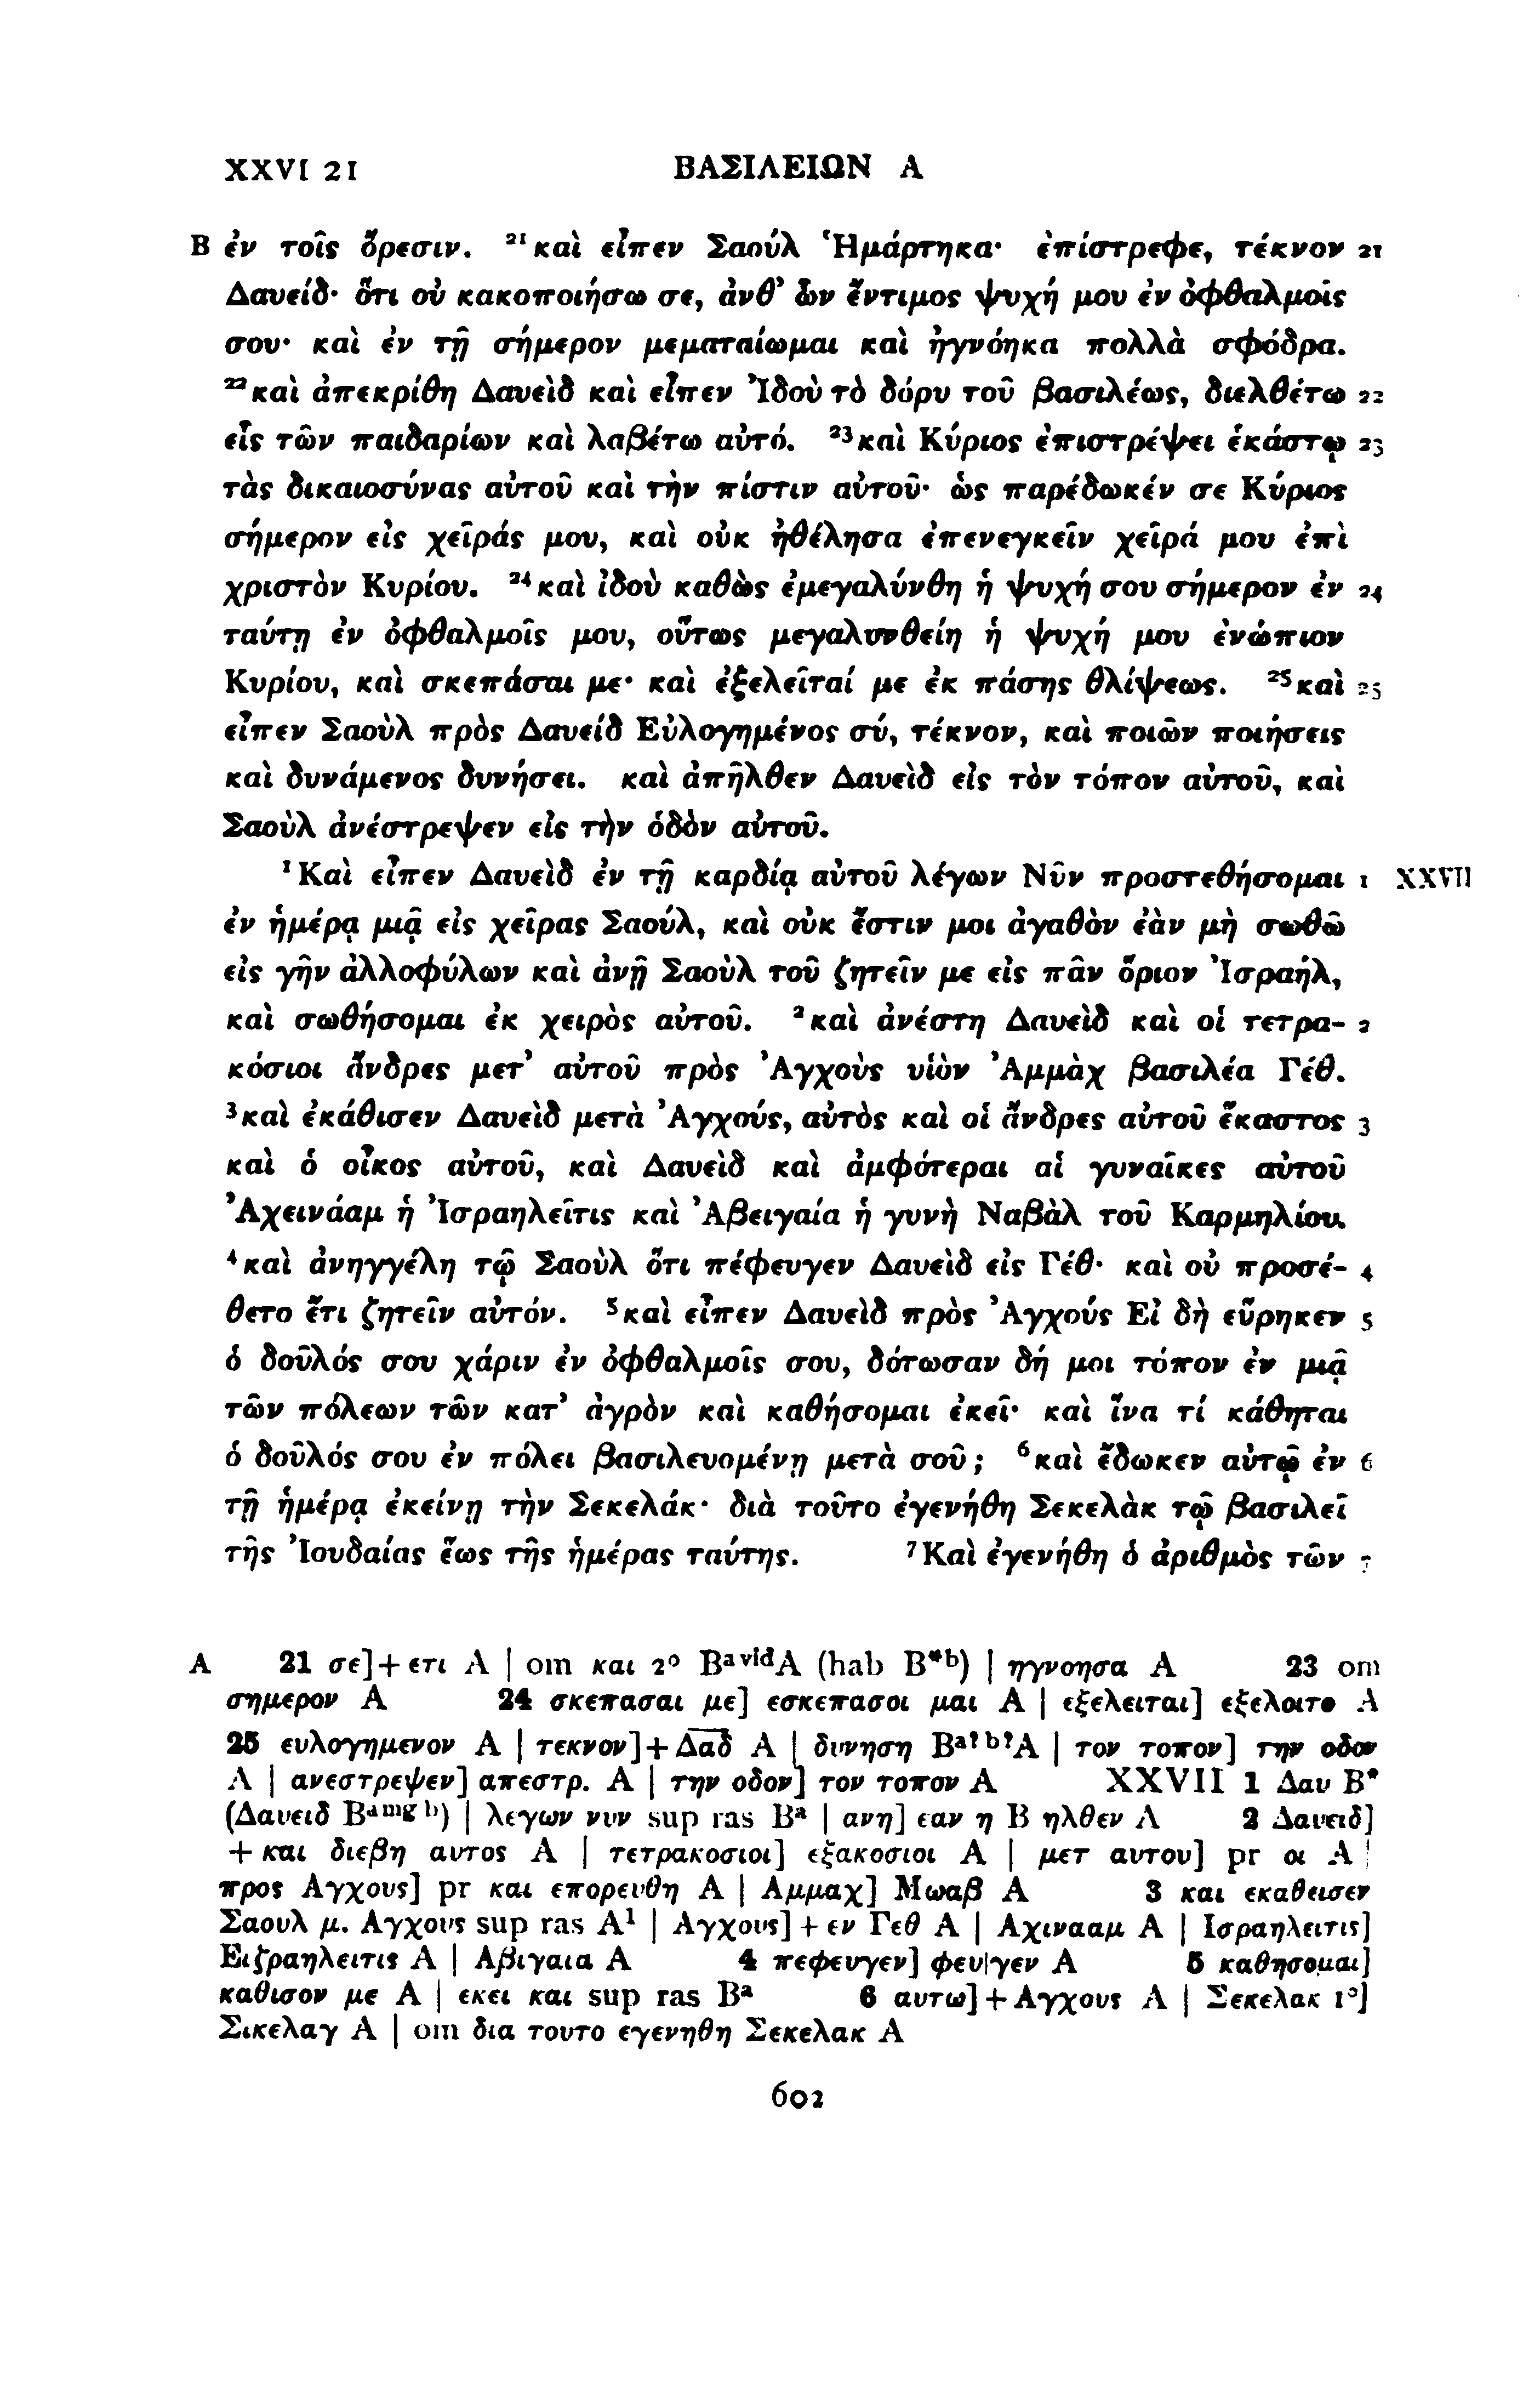 XXVI 21 ΒΑΣΙΛΕΙΩΝ Α
B ἐν τοῖς ὄρεσιν. ²¹καὶ εἶπεν Σαούλ Ἡμάρτηκα· ἐπίστρεφε, τέκνον 21
Δαυείδ· ὅτι οὐ κακοποιήσω σε, ἀνθ' ὧν ἔντιμος ψυχή μου ἐν ὀφθαλμοῖς
σου· καὶ ἐν τῇ σήμερον μεματαίωμαι καὶ ἠγνόηκα πολλὰ σφόδρα.
²²καὶ ἀπεκρίθη Δαυεὶδ καὶ εἶπεν Ἰδοὺ τὸ δόρυ τοῦ βασιλέως, διελθέτω 22
εἷς τῶν παιδαρίων καὶ λαβέτω αὐτό. ²³καὶ Κύριος ἐπιστρέψει ἑκάστῳ 23
τὰς δικαιοσύνας αὐτοῦ καὶ τὴν πίστιν αὐτοῦ· ὡς παρέδωκέν σε Κύριος
σήμερον εἰς χεῖράς μου, καὶ οὐκ ἠθέλησα ἐπενεγκεῖν χεῖρά μου ἐπὶ
χριστὸν Κυρίου. ²⁴καὶ ἰδοὺ καθὼς ἐμεγαλύνθη ἡ ψυχή σου σήμερον ἐν 24
ταύτῃ ἐν ὀφθαλμοῖς μου, οὕτως μεγαλυνθείη ἡ ψυχή μου ἐνώπιον
Κυρίου, καὶ σκεπάσαι με· καὶ ἐξελεῖταί με ἐκ πάσης θλίψεως. ²⁵καὶ 25
εἶπεν Σαοὺλ πρὸς Δαυείδ Εὐλογημένος σύ, τέκνον, καὶ ποιῶν ποιήσεις
καὶ δυνάμενος δυνήσει. καὶ ἀπῆλθεν Δαυεὶδ εἰς τὸν τόπον αὐτοῦ, καὶ
Σαοὺλ ἀνέστρεψεν εἰς τὴν ὁδὸν αὐτοῦ.
¹Καὶ εἶπεν Δαυεὶδ ἐν τῇ καρδίᾳ αὐτοῦ λέγων Νῦν προστεθήσομαι 1 XXVII
ἐν ἡμέρᾳ μιᾷ εἰς χεῖρας Σαούλ, καὶ οὐκ ἔστιν μοι ἀγαθὸν ἐὰν μὴ σωθῶ
εἰς γῆν ἀλλοφύλων καὶ ἀνῇ Σαοὺλ τοῦ ζητεῖν με εἰς πᾶν ὅριον Ἰσραήλ,
καὶ σωθήσομαι ἐκ χειρὸς αὐτοῦ. ²καὶ ἀνέστη Δαυεὶδ καὶ οἱ τετρα- 2
κόσιοι ἄνδρες μετ' αὐτοῦ πρὸς Ἀγχοὺς υἱὸν Ἀμμὰχ βασιλέα Γέθ.
³καὶ ἐκάθισεν Δαυεὶδ μετὰ Ἀγχούς, αὐτὸς καὶ οἱ ἄνδρες αὐτοῦ ἕκαστος 3
καὶ ὁ οἶκος αὐτοῦ, καὶ Δαυεὶδ καὶ ἀμφότεραι αἱ γυναῖκες αὐτοῦ
Ἀχεινάαμ ἡ Ἰσραηλεῖτις καὶ Ἀβειγαία ἡ γυνὴ Ναβὰλ τοῦ Καρμηλίου.
⁴καὶ ἀνηγγέλη τῷ Σαοὺλ ὅτι πέφευγεν Δαυεὶδ εἰς Γέθ· καὶ οὐ προσέ- 4
θετο ἔτι ζητεῖν αὐτόν. ⁵καὶ εἶπεν Δαυεὶδ πρὸς Ἀγχούς Εἰ δὴ εὕρηκεν 5
ὁ δοῦλός σου χάριν ἐν ὀφθαλμοῖς σου, δότωσαν δή μοι τόπον ἐν μιᾷ
τῶν πόλεων τῶν κατ' ἀγρὸν καὶ καθήσομαι ἐκεῖ· καὶ ἵνα τί κάθηται
ὁ δοῦλός σου ἐν πόλει βασιλευομένῃ μετὰ σοῦ; ⁶καὶ ἔδωκεν αὐτῷ ἐν 6
τῇ ἡμέρᾳ ἐκείνῃ τὴν Σεκελάκ· διὰ τοῦτο ἐγενήθη Σεκελὰκ τῷ βασιλεῖ
τῆς Ἰουδαίας ἕως τῆς ἡμέρας ταύτης. ⁷Καὶ ἐγενήθη ὁ ἀριθμὸς τῶν 7
A 21 σε]+ετι A | om και 2° Bᵃ ᵛⁱᵈA (hab B*ᵇ) | ηγνοησα A 23 om
σημερον A 24 σκεπασαι με] εσκεπασοι μαι A | εξελειται] εξελοιτο A
25 ευλογημενον A | τεκνον]+Δα̅δ̅ A | δυνηση Bᵃ?ᵇ?A | τον τοπον] την οδον
A | ανεστρεψεν] απεστρ. A | την οδον] τον τοπον A XXVII 1 Δαυ B*
(Δαυειδ Bᵃ ᵐᵍ ᵇ) | λεγων νυν sup ras Bᵃ | ανη] εαν η B ηλθεν A 2 Δαυειδ]
+ και διεβη αυτος A | τετρακοσιοι] εξακοσιοι A | μετ αυτου] pr οι A |
προς Αγχους] pr και επορευθη A | Αμμαχ] Μωαβ A 3 και εκαθεισεν
Σαουλ μ. Αγχους sup ras A¹ | Αγχους]+εν Γεθ A | Αχινααμ A | Ισραηλειτις]
Ειζραηλειτις A | Αβιγαια A 4 πεφευγεν] φευ|γεν A 5 καθησομαι]
καθισον με A | εκει και sup ras Bᵃ 6 αυτω]+Αγχους A | Σεκελακ 1°]
Σικελαγ A | om δια τουτο εγενηθη Σεκελακ A
602